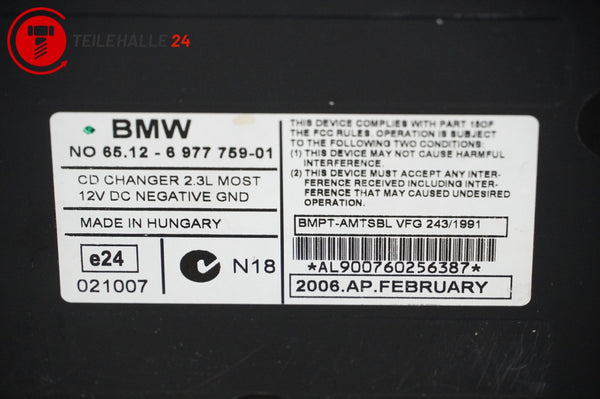 TEILEHALLE 24
BMW
NO 65.12 - 6 977 759-01
CD CHANGER 2.3L MOST
12V DC NEGATIVE GND
MADE IN HUNGARY
e24
021007
N18
THIS DEVICE COMPLIES WITH PART 15OF
THE FCC RULES. OPERATION IS SUBJECT
TO THE FOLLOWING TWO CONDITIONS:
(1) THIS DEVICE MAY NOT CAUSE HARMFUL
INTERFERENCE.
(2) THIS DEVICE MUST ACCEPT ANY INTER-
FERENCE RECEIVED INCLUDING INTERFE-
RENCE THAT MAY CAUSED UNDESIRED
OPERATION.
BMPT-AMTSBL VFG 243/1991
*AL900760256387*
2006.AP.FEBRUARY